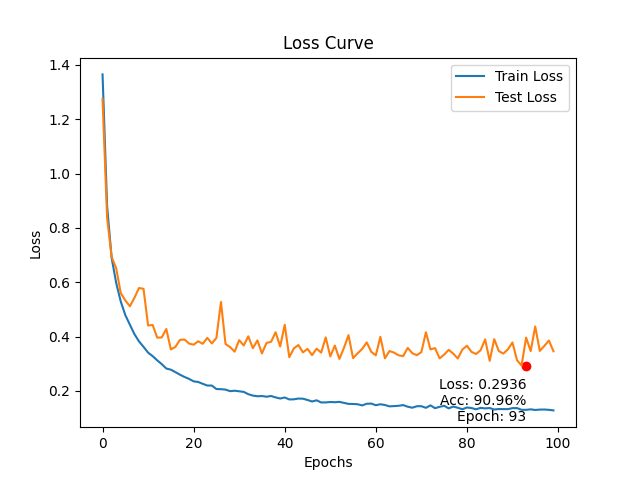 Loss Curve
1.4
1.2
1.0
0.8
0.6
0.4
0.2
Loss
Train Loss
Test Loss
Loss: 0.2936
Acc: 90.96%
Epoch: 93
0
20
40
60
80
100
Epochs